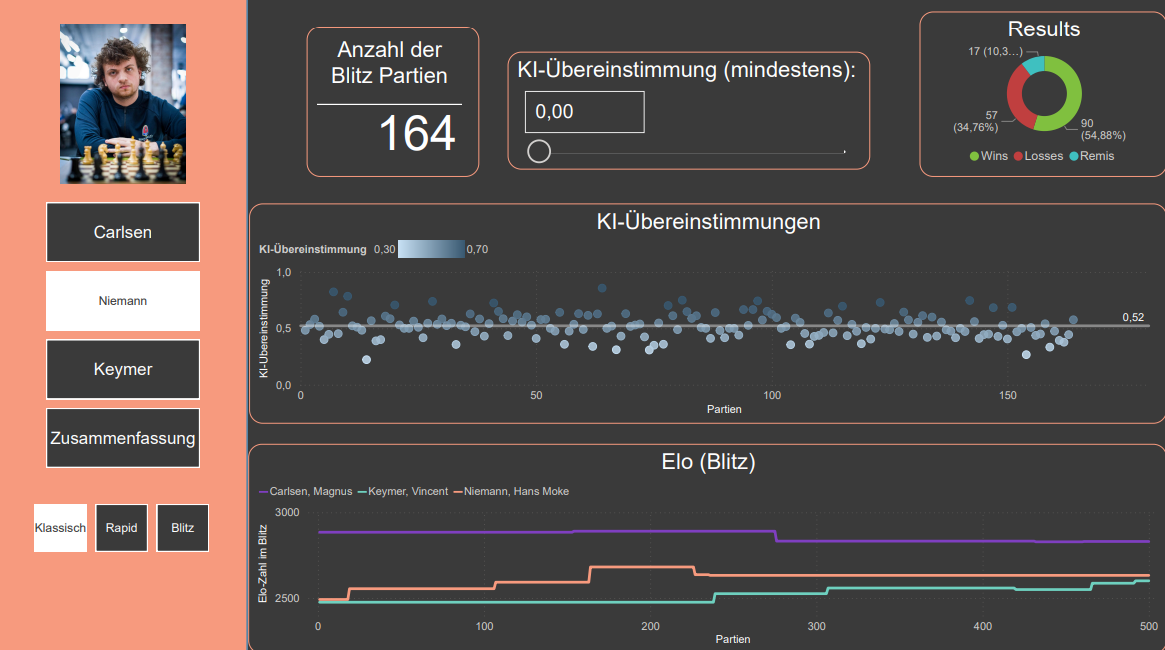 Carlsen
Niemann
Keymer
Zusammenfassung
Klassisch
Rapid
Blitz
Anzahl der
Blitz Partien
164
KI-Übereinstimmung (mindestens):
0,00
Results
17 (10,3…)
57
(34,76%)
90
(54,88%)
Wins Losses Remis
KI-Übereinstimmungen
KI-Übereinstimmung 0,30 0,70
KI-Übereinstimmung
1,0
0,5
0,0
0,52
0 50 100 150
Partien
Elo (Blitz)
Carlsen, Magnus Keymer, Vincent Niemann, Hans Moke
Elo-Zahl im Blitz
3000
2500
0 100 200 300 400 500
Partien